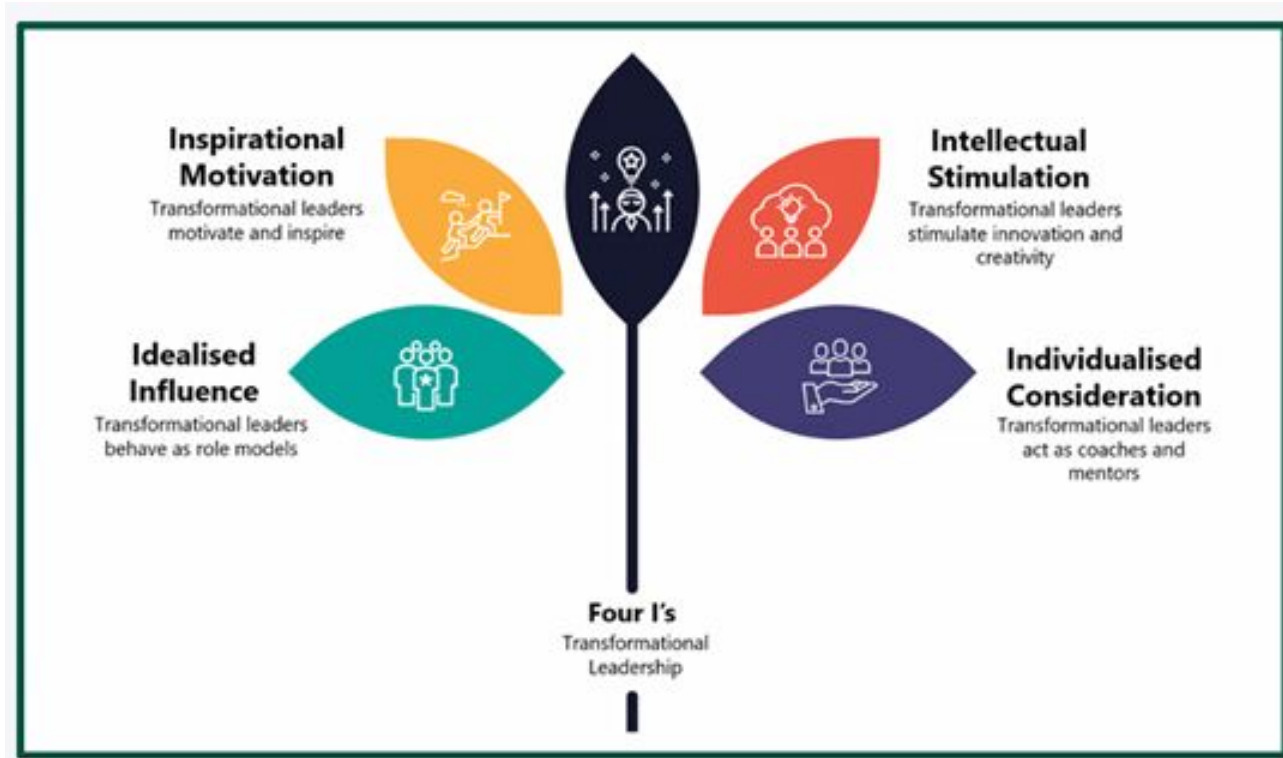 Inspirational
Motivation
Transformational leaders
motivate and inspire
Intellectual
Stimulation
Transformational leaders
stimulate innovation and
creativity
Idealised
Influence
Transformational leaders
behave as role models
Individualised
Consideration
Transformational leaders
act as coaches and
mentors
Four I's
Transformational
Leadership